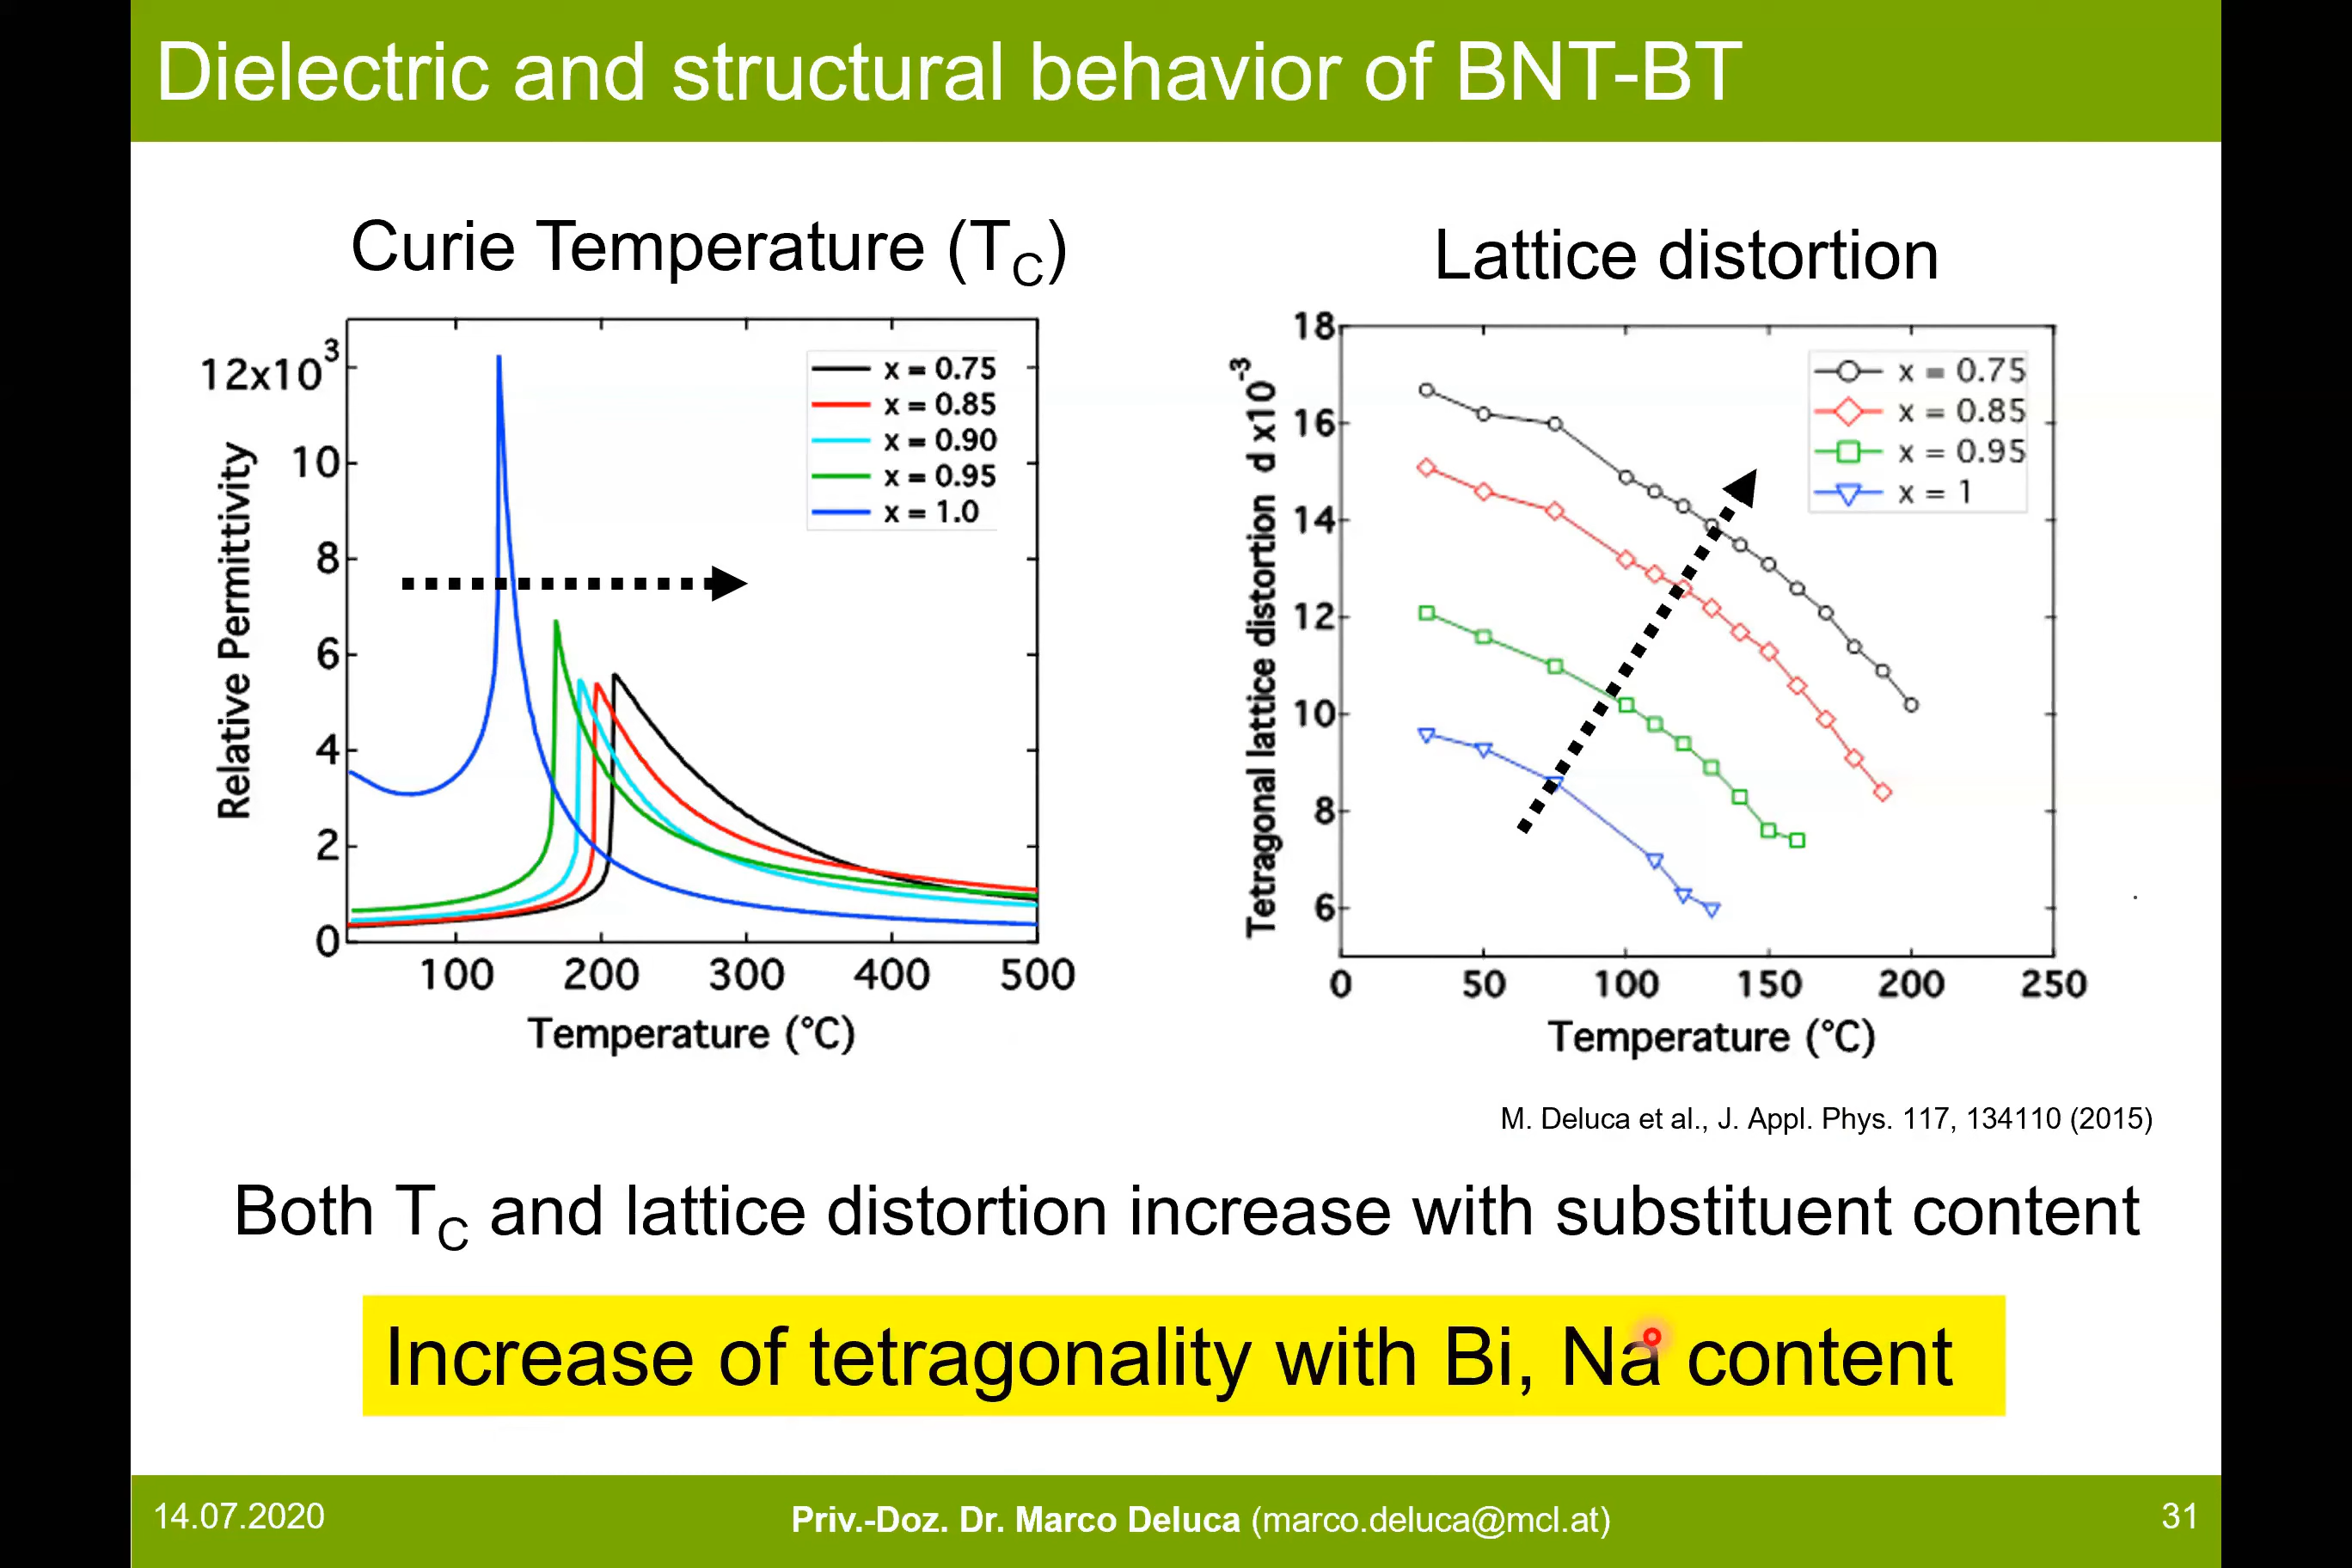 Dielectric and structural behavior of BNT-BT
Curie Temperature (TC)
12x10³
10
8
6
4
2
0
Relative Permittivity
x = 0.75
x = 0.85
x = 0.90
x = 0.95
x = 1.0
100 200 300 400 500
Temperature (°C)
Lattice distortion
18
16
14
12
10
8
6
Tetragonal lattice distortion d x10⁻³
x = 0.75
x = 0.85
x = 0.95
x = 1
0 50 100 150 200 250
Temperature (°C)
M. Deluca et al., J. Appl. Phys. 117, 134110 (2015)
Both TC and lattice distortion increase with substituent content
Increase of tetragonality with Bi, Na content
14.07.2020
Priv.-Doz. Dr. Marco Deluca (marco.deluca@mcl.at)
31